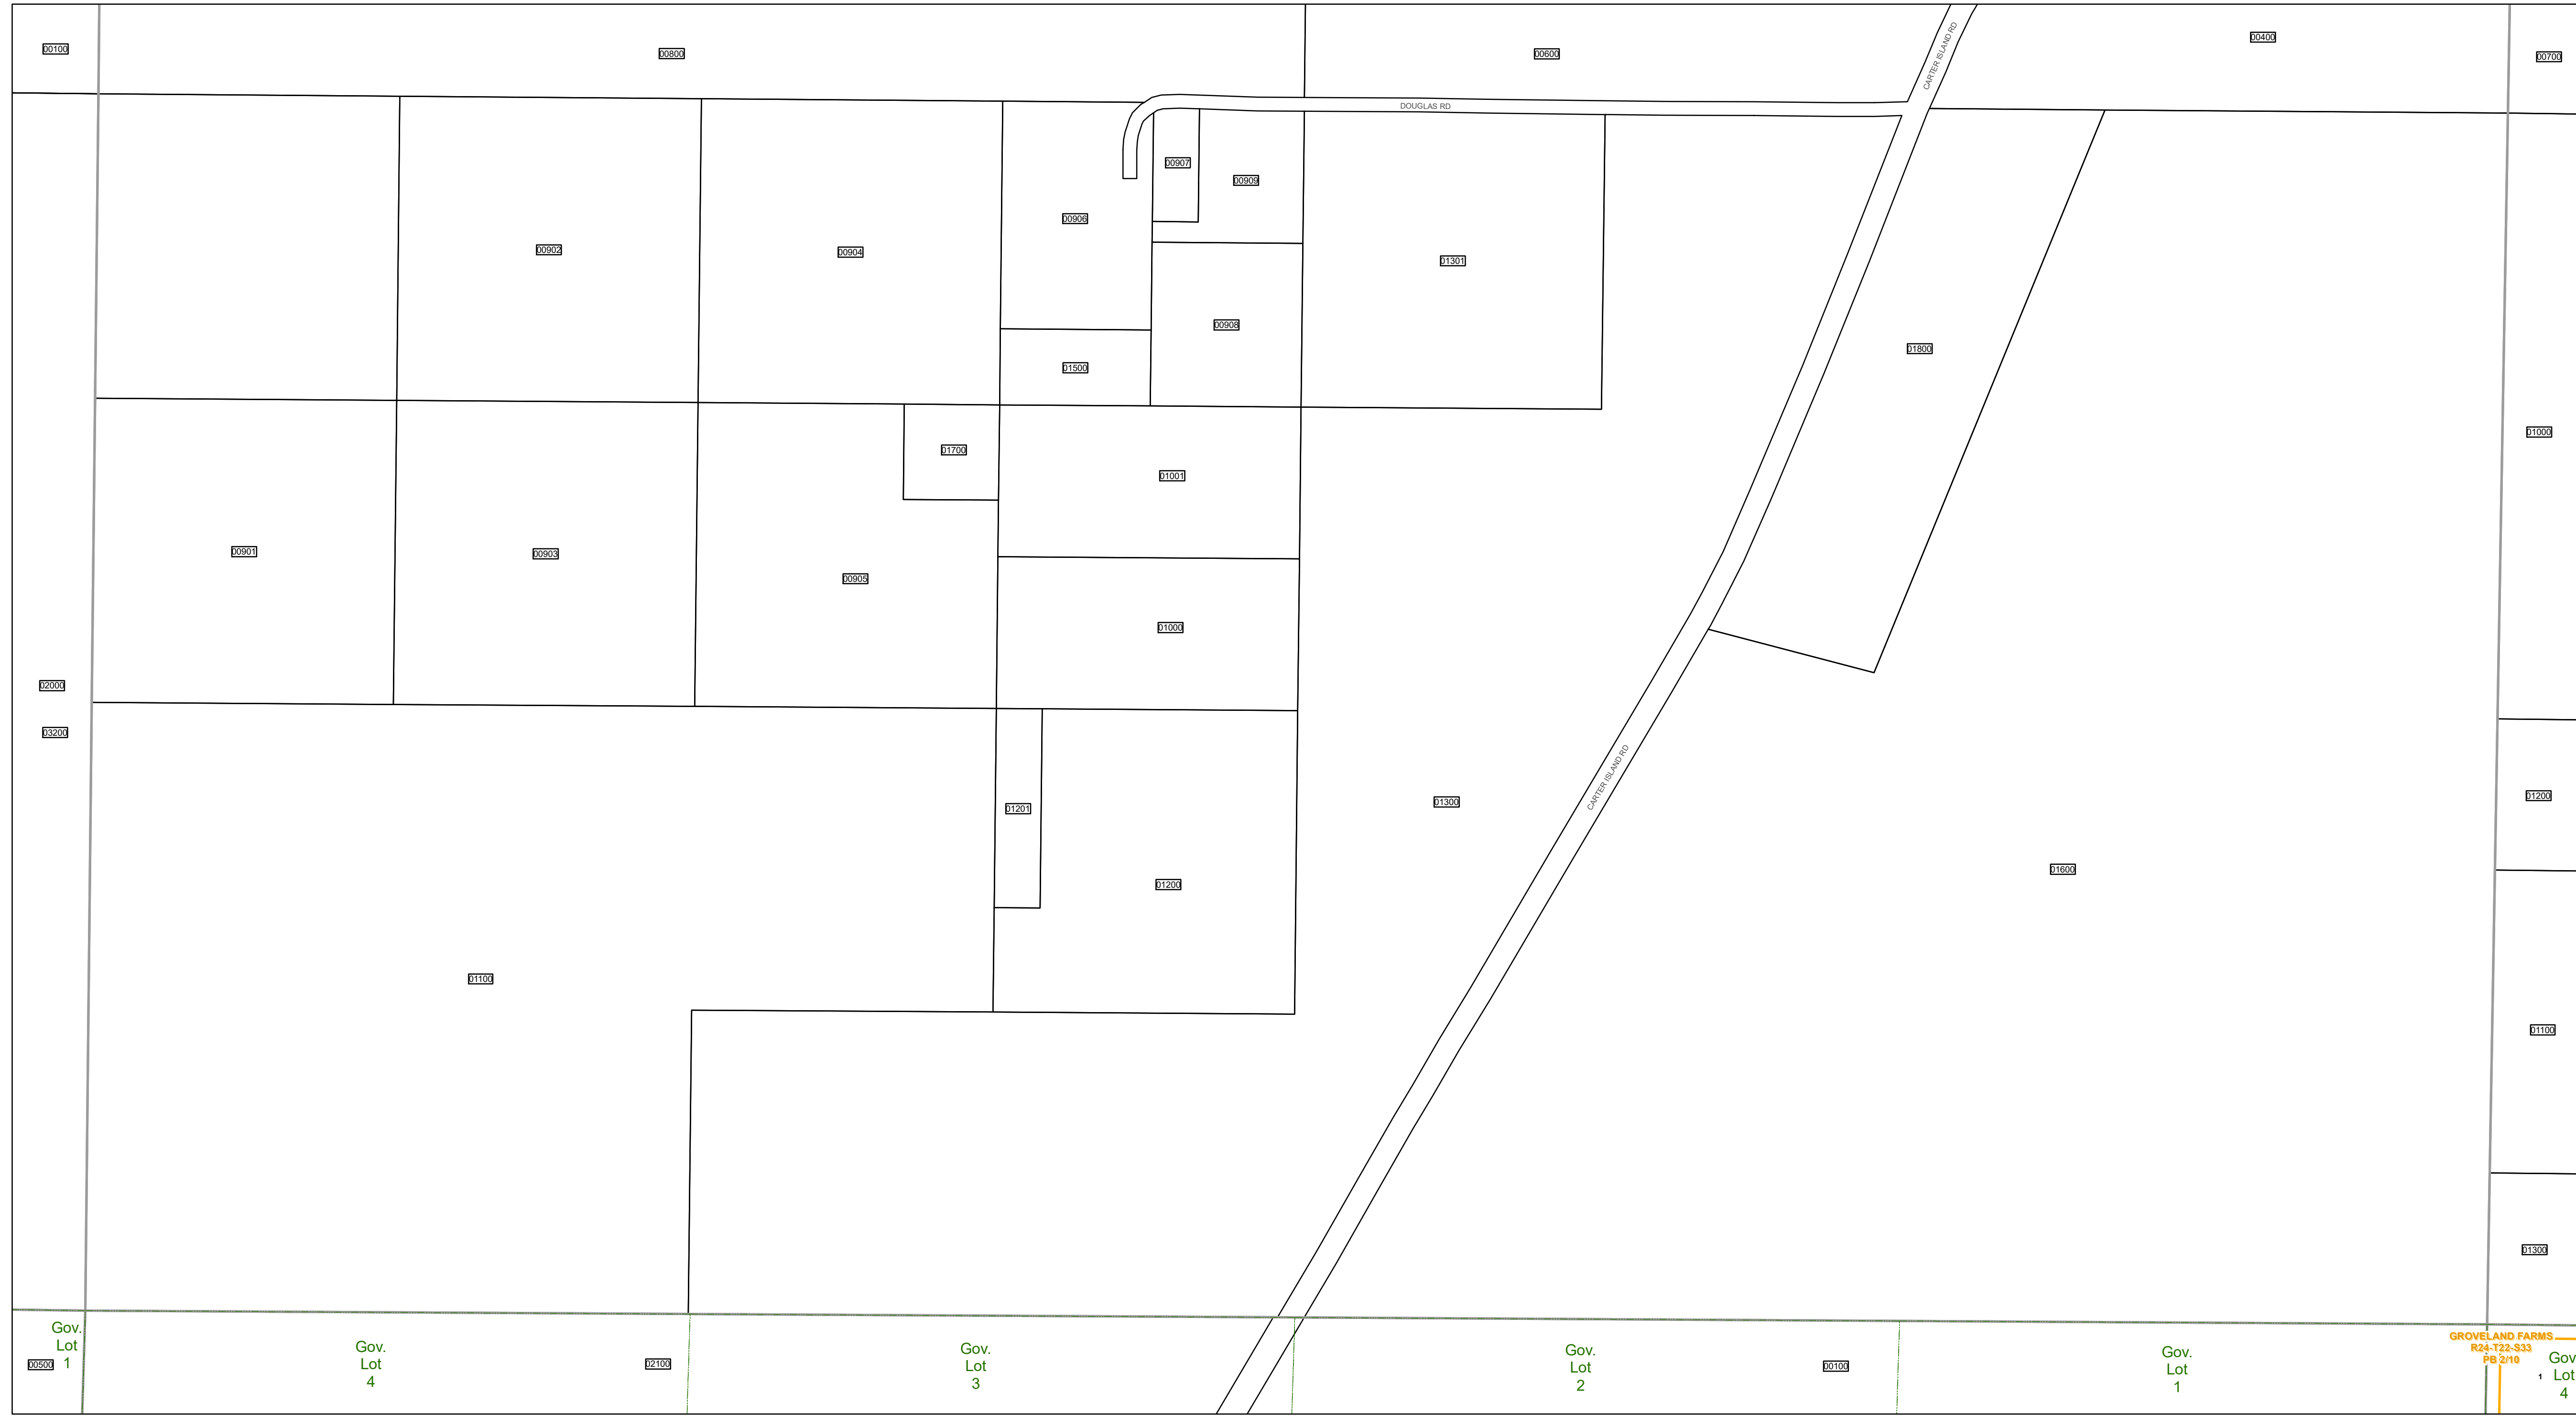 00100
00800
00600
CARTER ISLAND RD
00400
00700
DOUGLAS RD
00907
00909
00906
00902
00904
01301
00908
01800
01500
01000
01700
01001
00901
00903
00905
01000
02000
03200
CARTER ISLAND RD
01300
01201
01200
01200
01600
01100
01100
01300
Gov.
Lot
1
00500
Gov.
Lot
4
02100
Gov.
Lot
3
Gov.
Lot
2
00100
Gov.
Lot
1
GROVELAND FARMS
R24-T22-S33
PB 2/10
1
Gov
Lot
4